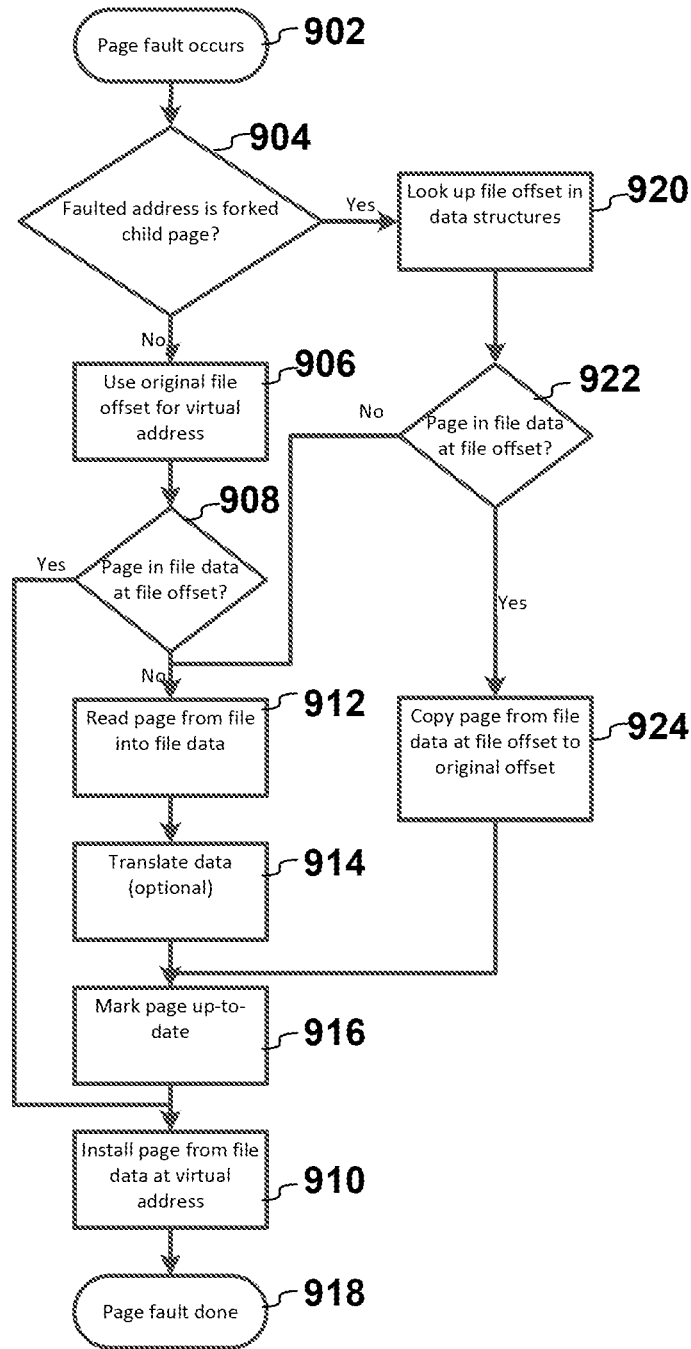 Page fault occurs
902
904
Faulted address is forked
child page?
Yes
Look up file offset in
data structures
920
No
906
Use original file
offset for virtual
address
922
No
Page in file data
at file offset?
908
Yes
Page in file data
at file offset?
Yes
No
912
Read page from file
into file data
Copy page from file
data at file offset to
original offset
924
Translate data
(optional)
914
Mark page up-to-
date
916
Install page from file
data at virtual
address
910
Page fault done
918